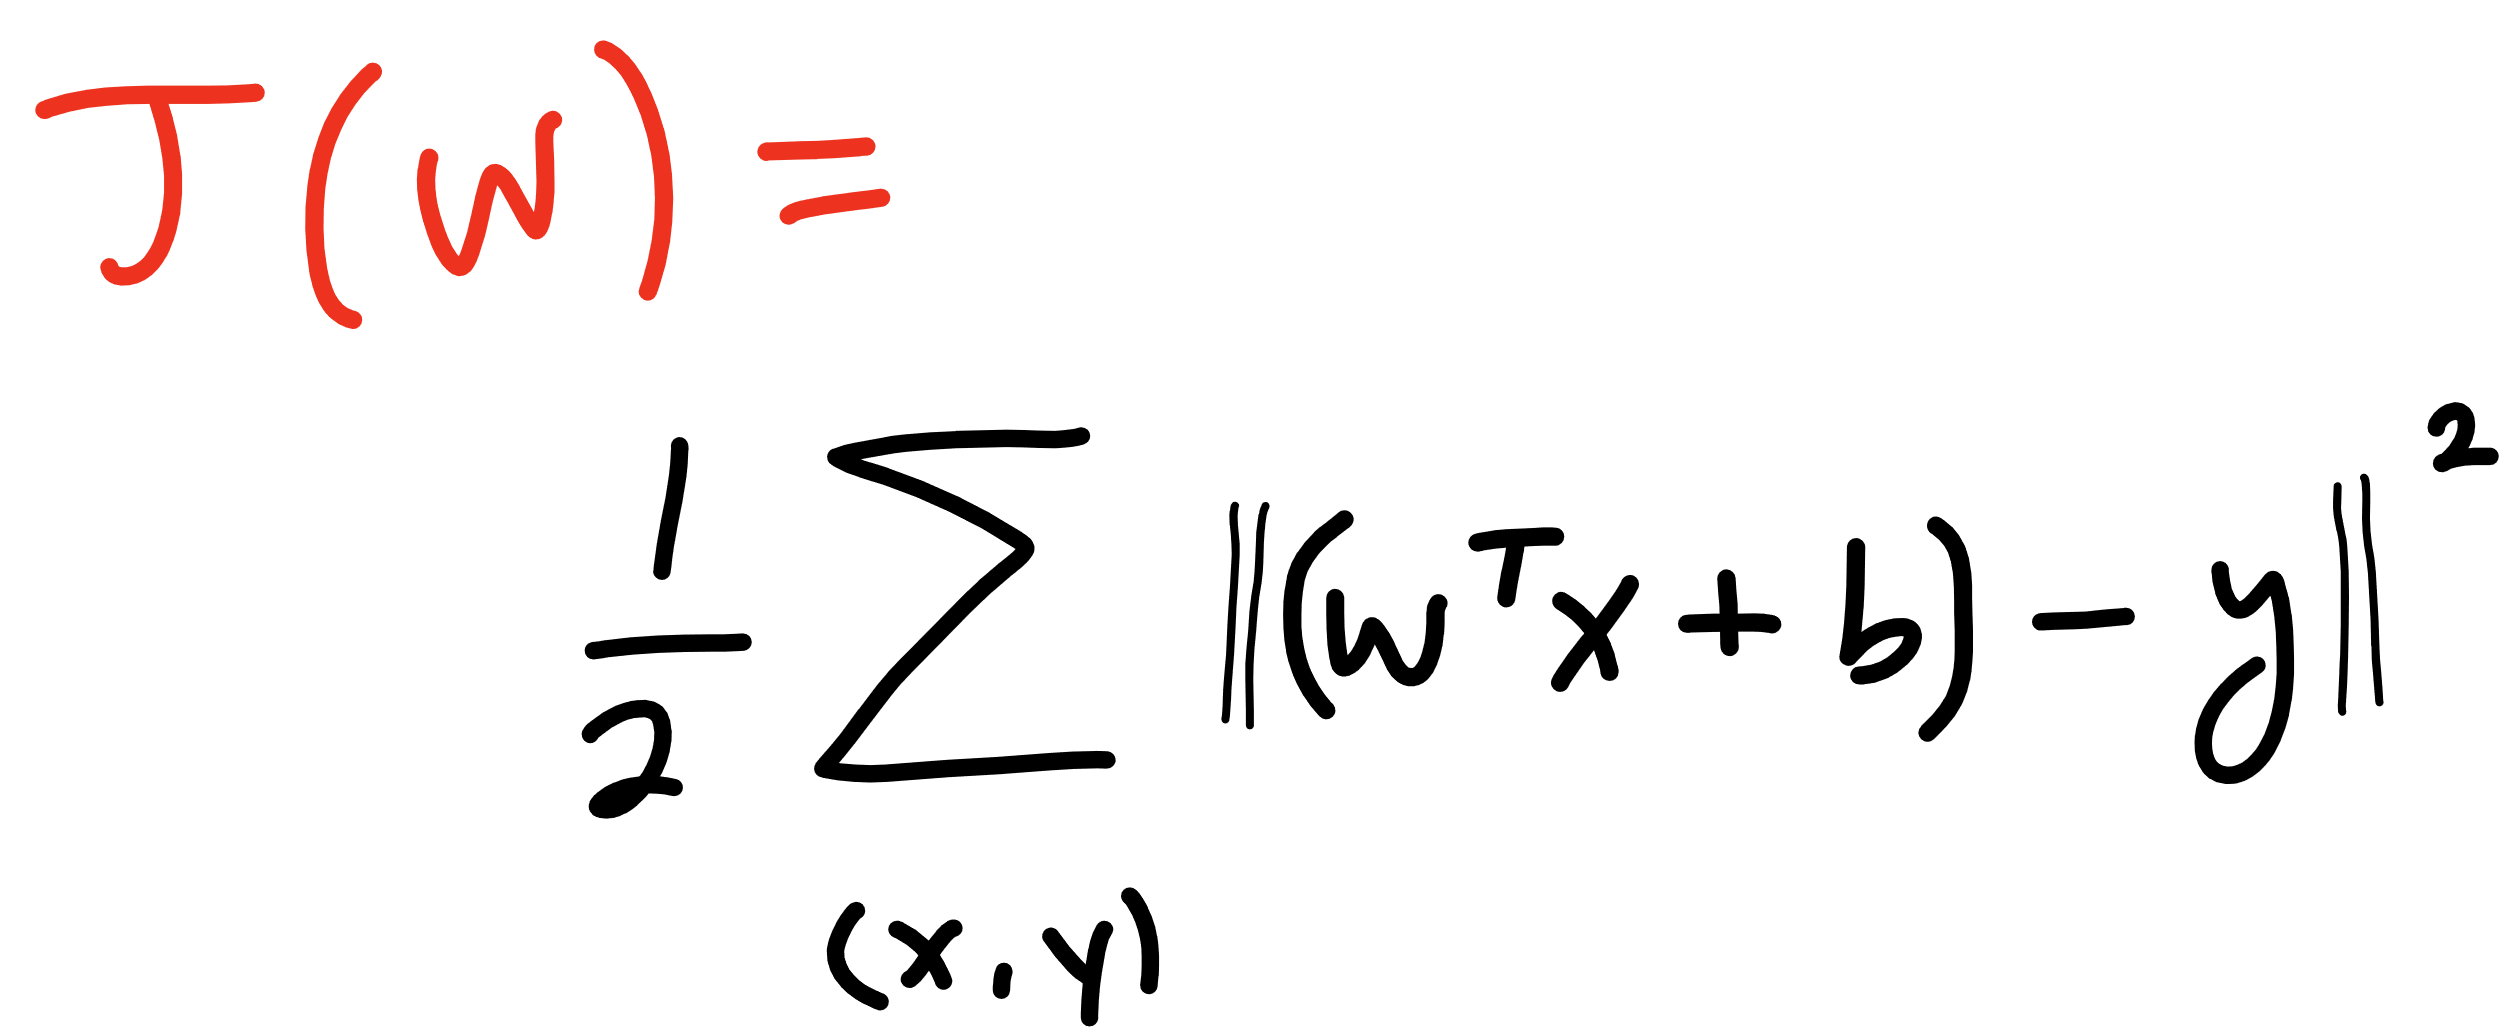 J(w) =
1/2 Σ ||(wᵀx + b) - y||²
(x, y)